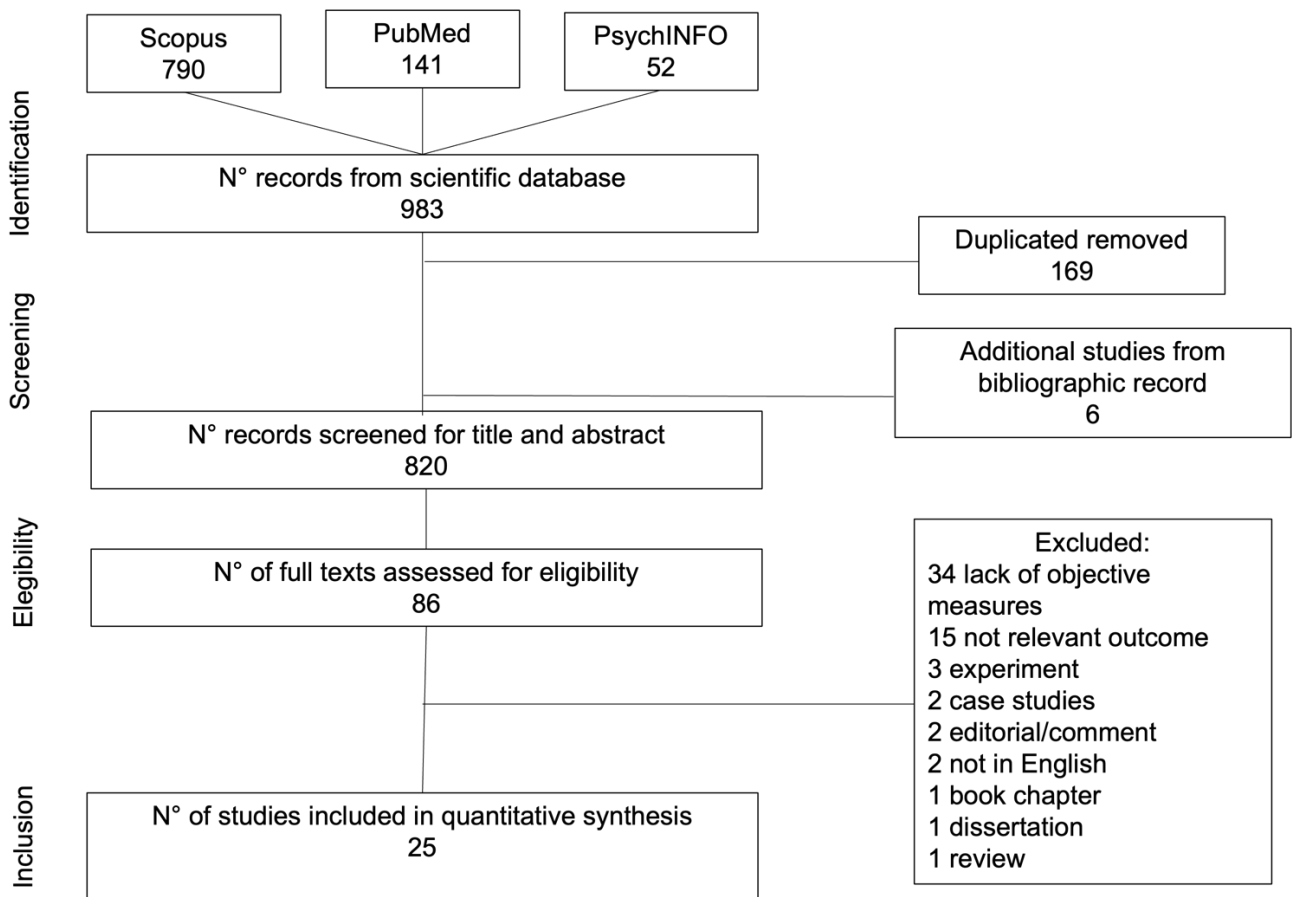 Scopus
790
PubMed
141
PsychINFO
52
Identification
N° records from scientific database
983
Duplicated removed
169
Screening
Additional studies from
bibliographic record
6
N° records screened for title and abstract
820
Elegibility
N° of full texts assessed for eligibility
86
Excluded:
34 lack of objective
measures
15 not relevant outcome
3 experiment
2 case studies
2 editorial/comment
2 not in English
1 book chapter
1 dissertation
1 review
Inclusion
N° of studies included in quantitative synthesis
25